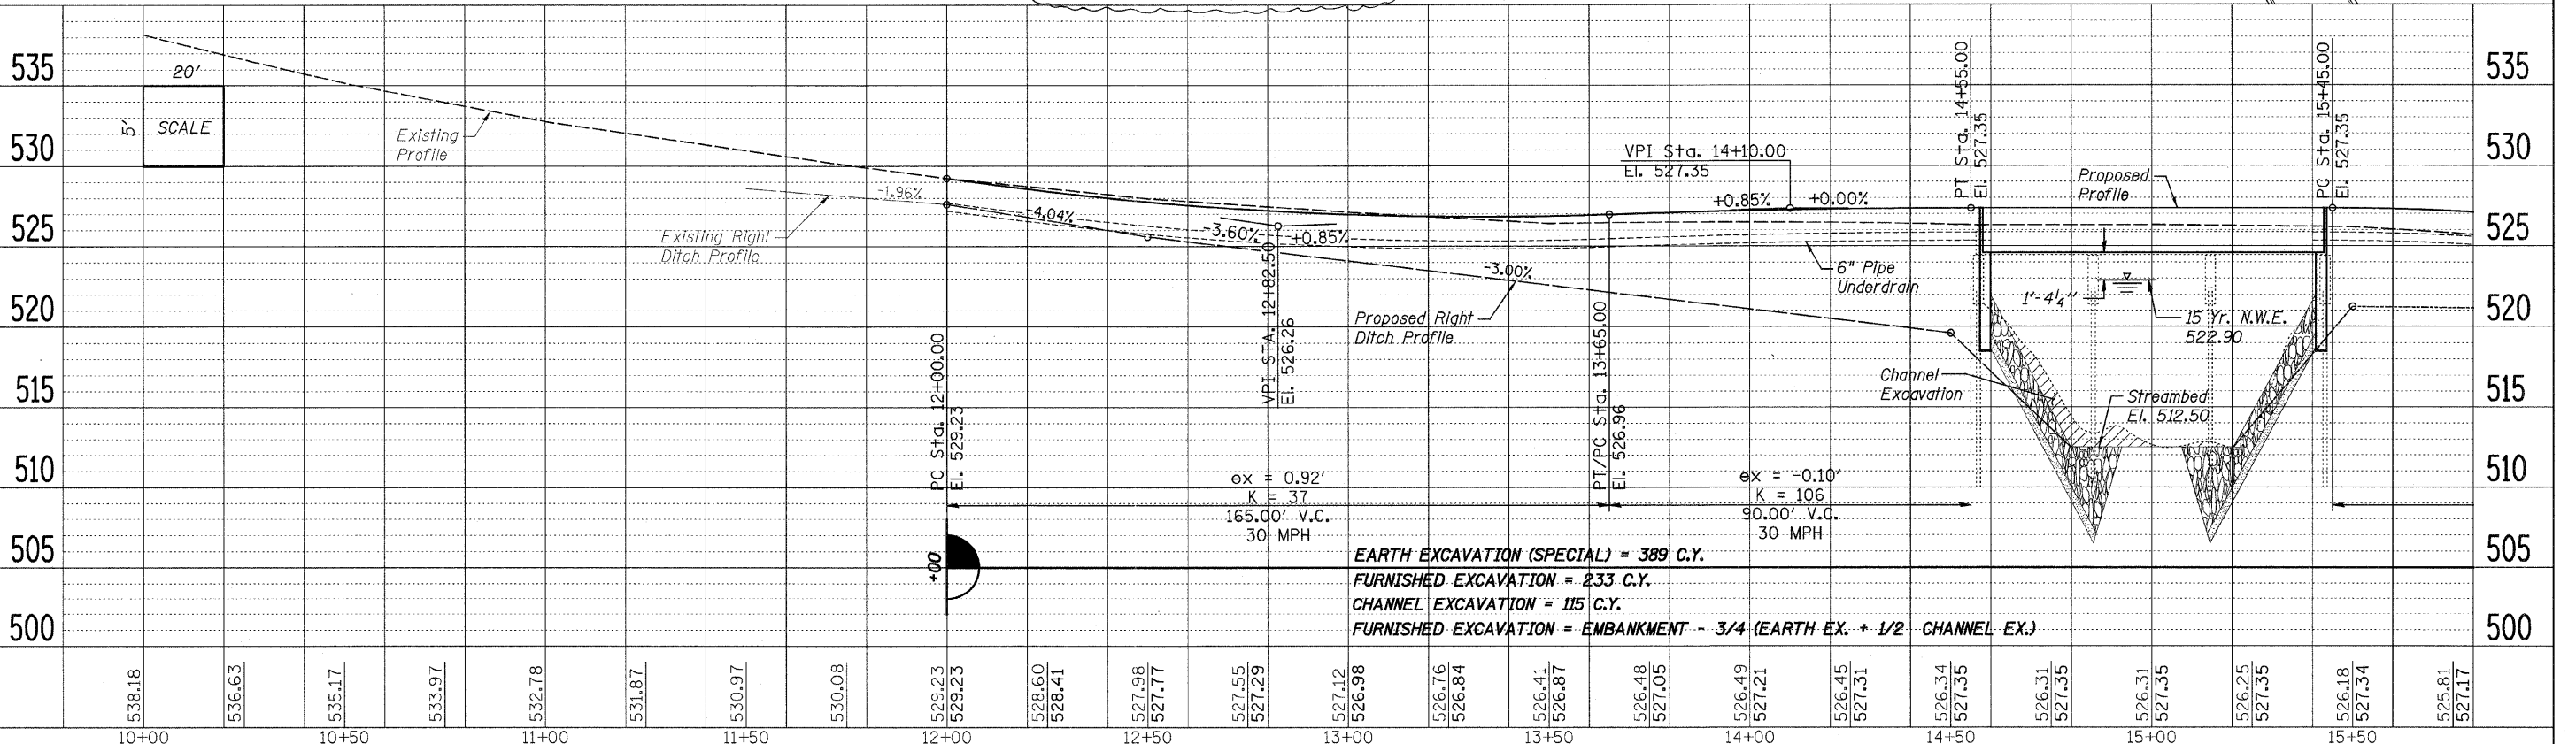 535
530
525
520
515
510
505
500
20'
5'
SCALE
Existing
Profile
-1.96%
Existing Right
Ditch Profile
-4.04%
-3.60%
+0.85%
VPI STA. 12+82.50
El. 526.26
PC Sta. 12+00.00
El. 529.23
-3.00%
Proposed Right
Ditch Profile
VPI Sta. 14+10.00
El. 527.35
+0.85%
+0.00%
PT/PC Sta. 13+65.00
El. 526.96
6" Pipe
Underdrain
PT Sta. 14+55.00
El. 527.35
Proposed
Profile
PC Sta. 15+45.00
El. 527.35
1'-4¼"
15 Yr. N.W.E.
522.90
Channel
Excavation
Streambed
El. 512.50
ex = 0.92'
K = 37
165.00' V.C.
30 MPH
ex = -0.10'
K = 106
90.00' V.C.
30 MPH
+00
EARTH EXCAVATION (SPECIAL) = 389 C.Y.
FURNISHED EXCAVATION = 233 C.Y.
CHANNEL EXCAVATION = 115 C.Y.
FURNISHED EXCAVATION = EMBANKMENT - 3/4 (EARTH EX. + 1/2 CHANNEL EX.)
535
530
525
520
515
510
505
500
538.18
536.63
535.17
533.97
532.78
531.87
530.97
530.08
529.23
529.23
528.60
528.41
527.98
527.77
527.55
527.29
527.12
526.98
526.76
526.84
526.41
526.87
526.48
527.05
526.49
527.21
526.45
527.31
526.34
527.35
526.31
527.35
526.31
527.35
526.25
527.35
526.18
527.34
525.81
527.17
10+00
10+50
11+00
11+50
12+00
12+50
13+00
13+50
14+00
14+50
15+00
15+50